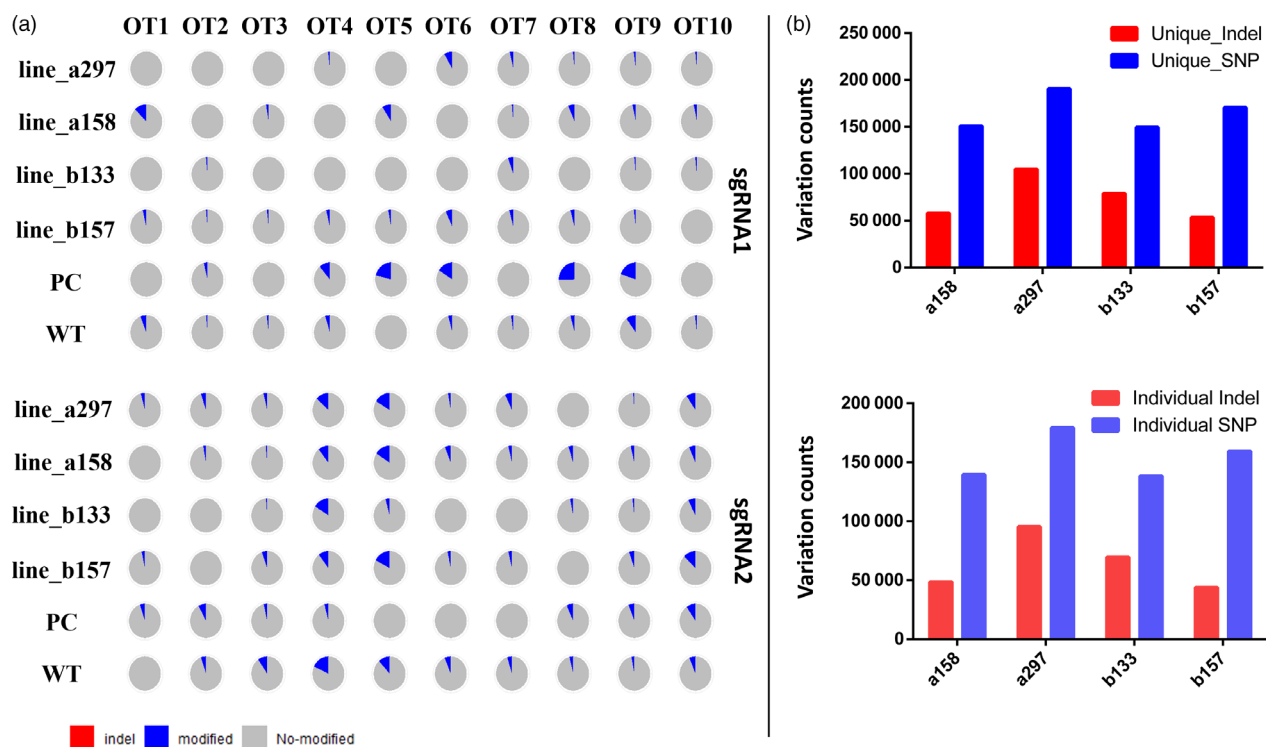 (a)
OT1 OT2 OT3 OT4 OT5 OT6 OT7 OT8 OT9 OT10
line_a297
line_a158
line_b133
line_b157
PC
WT
sgRNA1
line_a297
line_a158
line_b133
line_b157
PC
WT
sgRNA2
indel modified No-modified
(b)
Unique_Indel
Unique_SNP
Variation counts
250 000
200 000
150 000
100 000
50 000
0
a158 a297 b133 b157
Individual Indel
Individual SNP
Variation counts
200 000
150 000
100 000
50 000
0
a158 a297 b133 b157